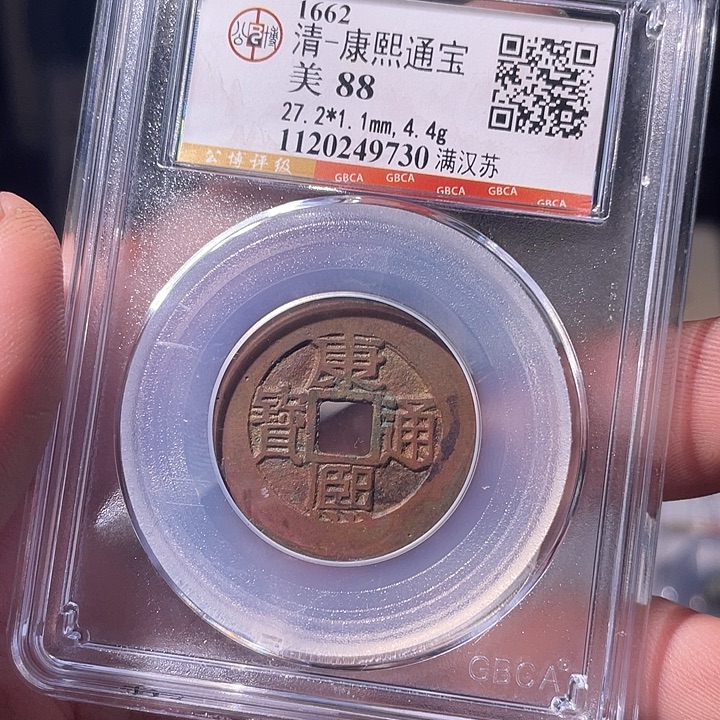 1662
清-康熙通宝
美 88
27.2*1.1mm, 4.4g
1120249730 满汉苏
公博评级
GBCA GBCA GBCA GBCA GBCA
康
熙
通
寶
GBCA